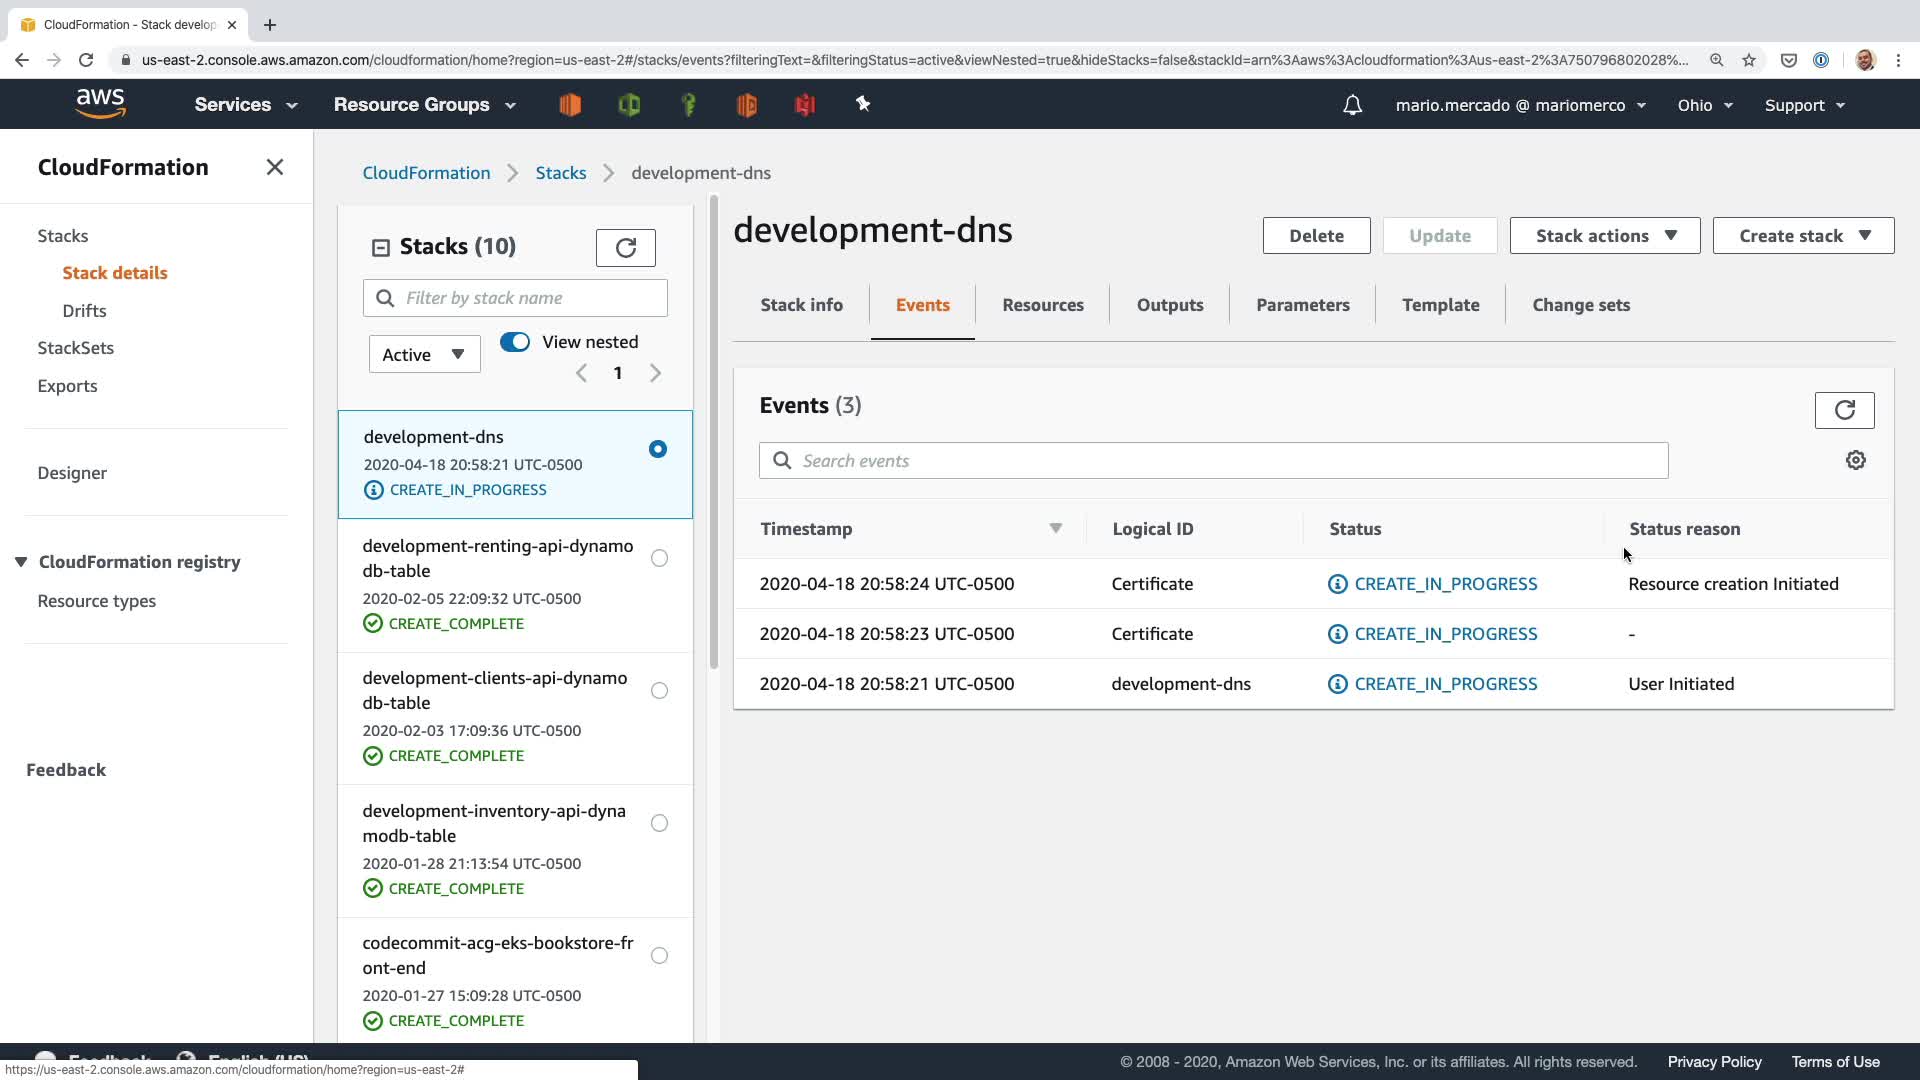 CloudFormation - Stack develop
us-east-2.console.aws.amazon.com/cloudformation/home?region=us-east-2#/stacks/events?filteringText=&filteringStatus=active&viewNested=true&hideStacks=false&stackId=arn%3Aaws%3Acloudformation%3Aus-east-2%3A750796802028%...
aws
Services
Resource Groups
mario.mercado @ mariomerco
Ohio
Support
CloudFormation
Stacks
Stack details
Drifts
StackSets
Exports
Designer
CloudFormation registry
Resource types
Feedback
CloudFormation
Stacks
development-dns
Stacks (10)
Filter by stack name
Active
View nested
1
development-dns
2020-04-18 20:58:21 UTC-0500
CREATE_IN_PROGRESS
development-renting-api-dynamo
db-table
2020-02-05 22:09:32 UTC-0500
CREATE_COMPLETE
development-clients-api-dynamo
db-table
2020-02-03 17:09:36 UTC-0500
CREATE_COMPLETE
development-inventory-api-dyna
modb-table
2020-01-28 21:13:54 UTC-0500
CREATE_COMPLETE
codecommit-acg-eks-bookstore-fr
ont-end
2020-01-27 15:09:28 UTC-0500
CREATE_COMPLETE
development-dns
Delete
Update
Stack actions
Create stack
Stack info
Events
Resources
Outputs
Parameters
Template
Change sets
Events (3)
Search events
Timestamp Logical ID Status Status reason
2020-04-18 20:58:24 UTC-0500 Certificate CREATE_IN_PROGRESS Resource creation Initiated
2020-04-18 20:58:23 UTC-0500 Certificate CREATE_IN_PROGRESS -
2020-04-18 20:58:21 UTC-0500 development-dns CREATE_IN_PROGRESS User Initiated
Feedback English (US)
© 2008 - 2020, Amazon Web Services, Inc. or its affiliates. All rights reserved.
Privacy Policy
Terms of Use
https://us-east-2.console.aws.amazon.com/cloudformation/home?region=us-east-2#